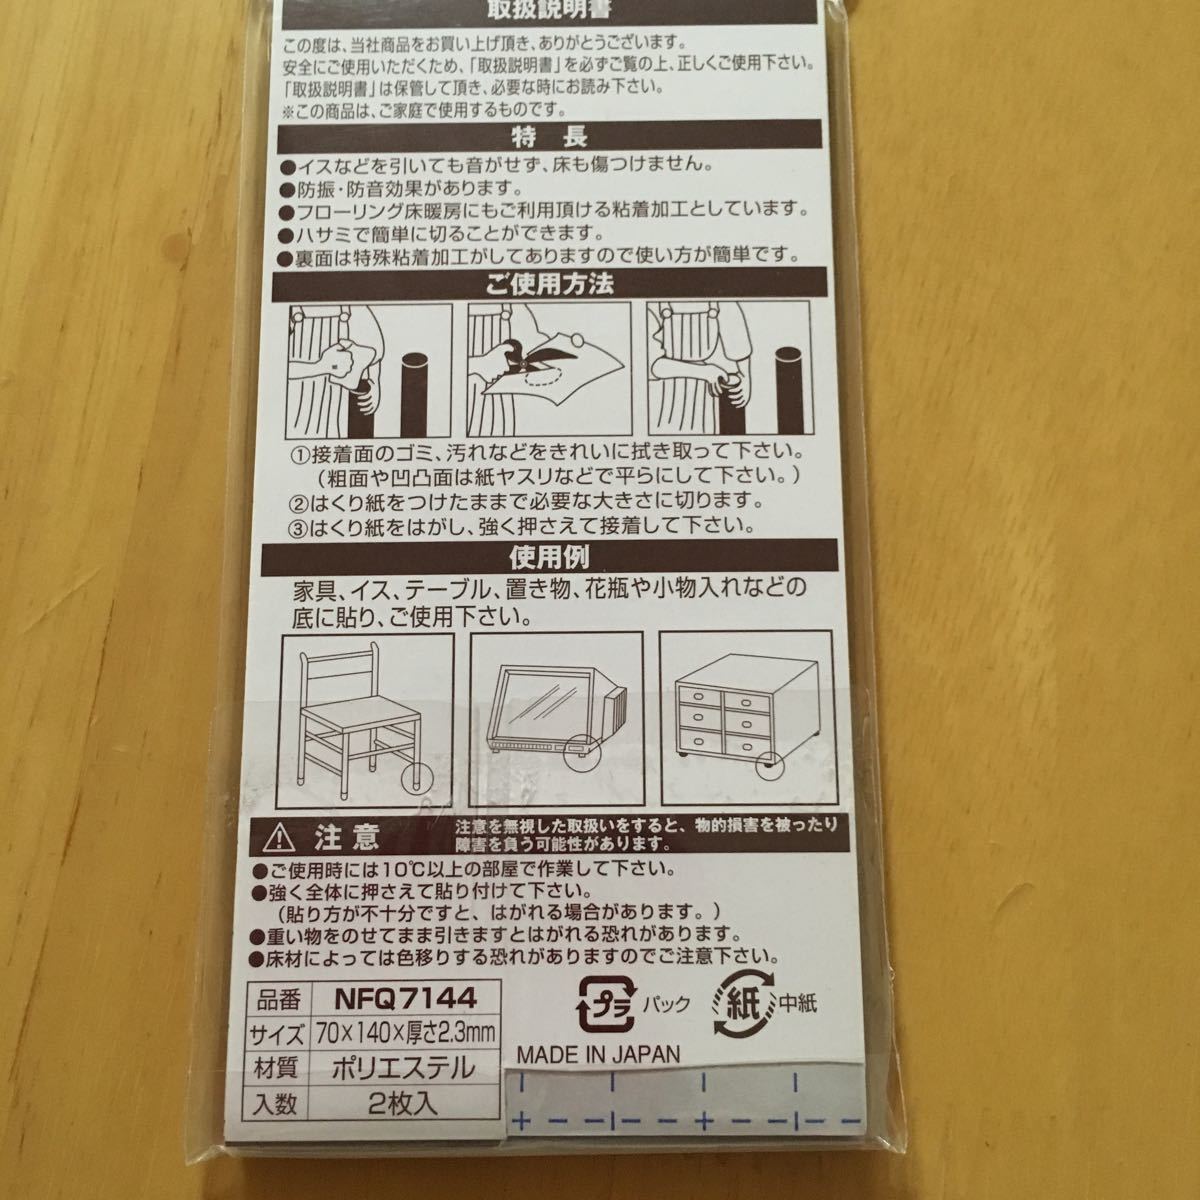 取扱説明書
この度は、当社商品をお買い上げ頂き、ありがとうございます。
安全にご使用いただくため、「取扱説明書」を必ずご覧の上、正しくご使用下さい。
「取扱説明書」は保管して頂き、必要な時にお読み下さい。
※この商品は、ご家庭で使用するものです。
特 長
●イスなどを引いても音がせず、床も傷つけません。
●防振・防音効果があります。
●フローリング床暖房にもご利用頂ける粘着加工としています。
●ハサミで簡単に切ることができます。
●裏面は特殊粘着加工がしてありますので使い方が簡単です。
ご使用方法
①接着面のゴミ、汚れなどをきれいに拭き取って下さい。
（粗面や凹凸面は紙ヤスリなどで平らにして下さい。）
②はくり紙をつけたままで必要な大きさに切ります。
③はくり紙をはがし、強く押さえて接着して下さい。
使用例
家具、イス、テーブル、置き物、花瓶や小物入れなどの
底に貼り、ご使用下さい。
注意 注意を無視した取扱いをすると、物的損害を被ったり
障害を負う可能性があります。
●ご使用時には10℃以上の部屋で作業して下さい。
●強く全体に押さえて貼り付けて下さい。
（貼り方が不十分ですと、はがれる場合があります。）
●重い物をのせてまま引きますとはがれる恐れがあります。
●床材によっては色移りする恐れがありますのでご注意下さい。
品番 NFQ7144
サイズ 70×140×厚さ2.3mm
材質 ポリエステル
入数 2枚入
プラ パック 紙 中紙
MADE IN JAPAN